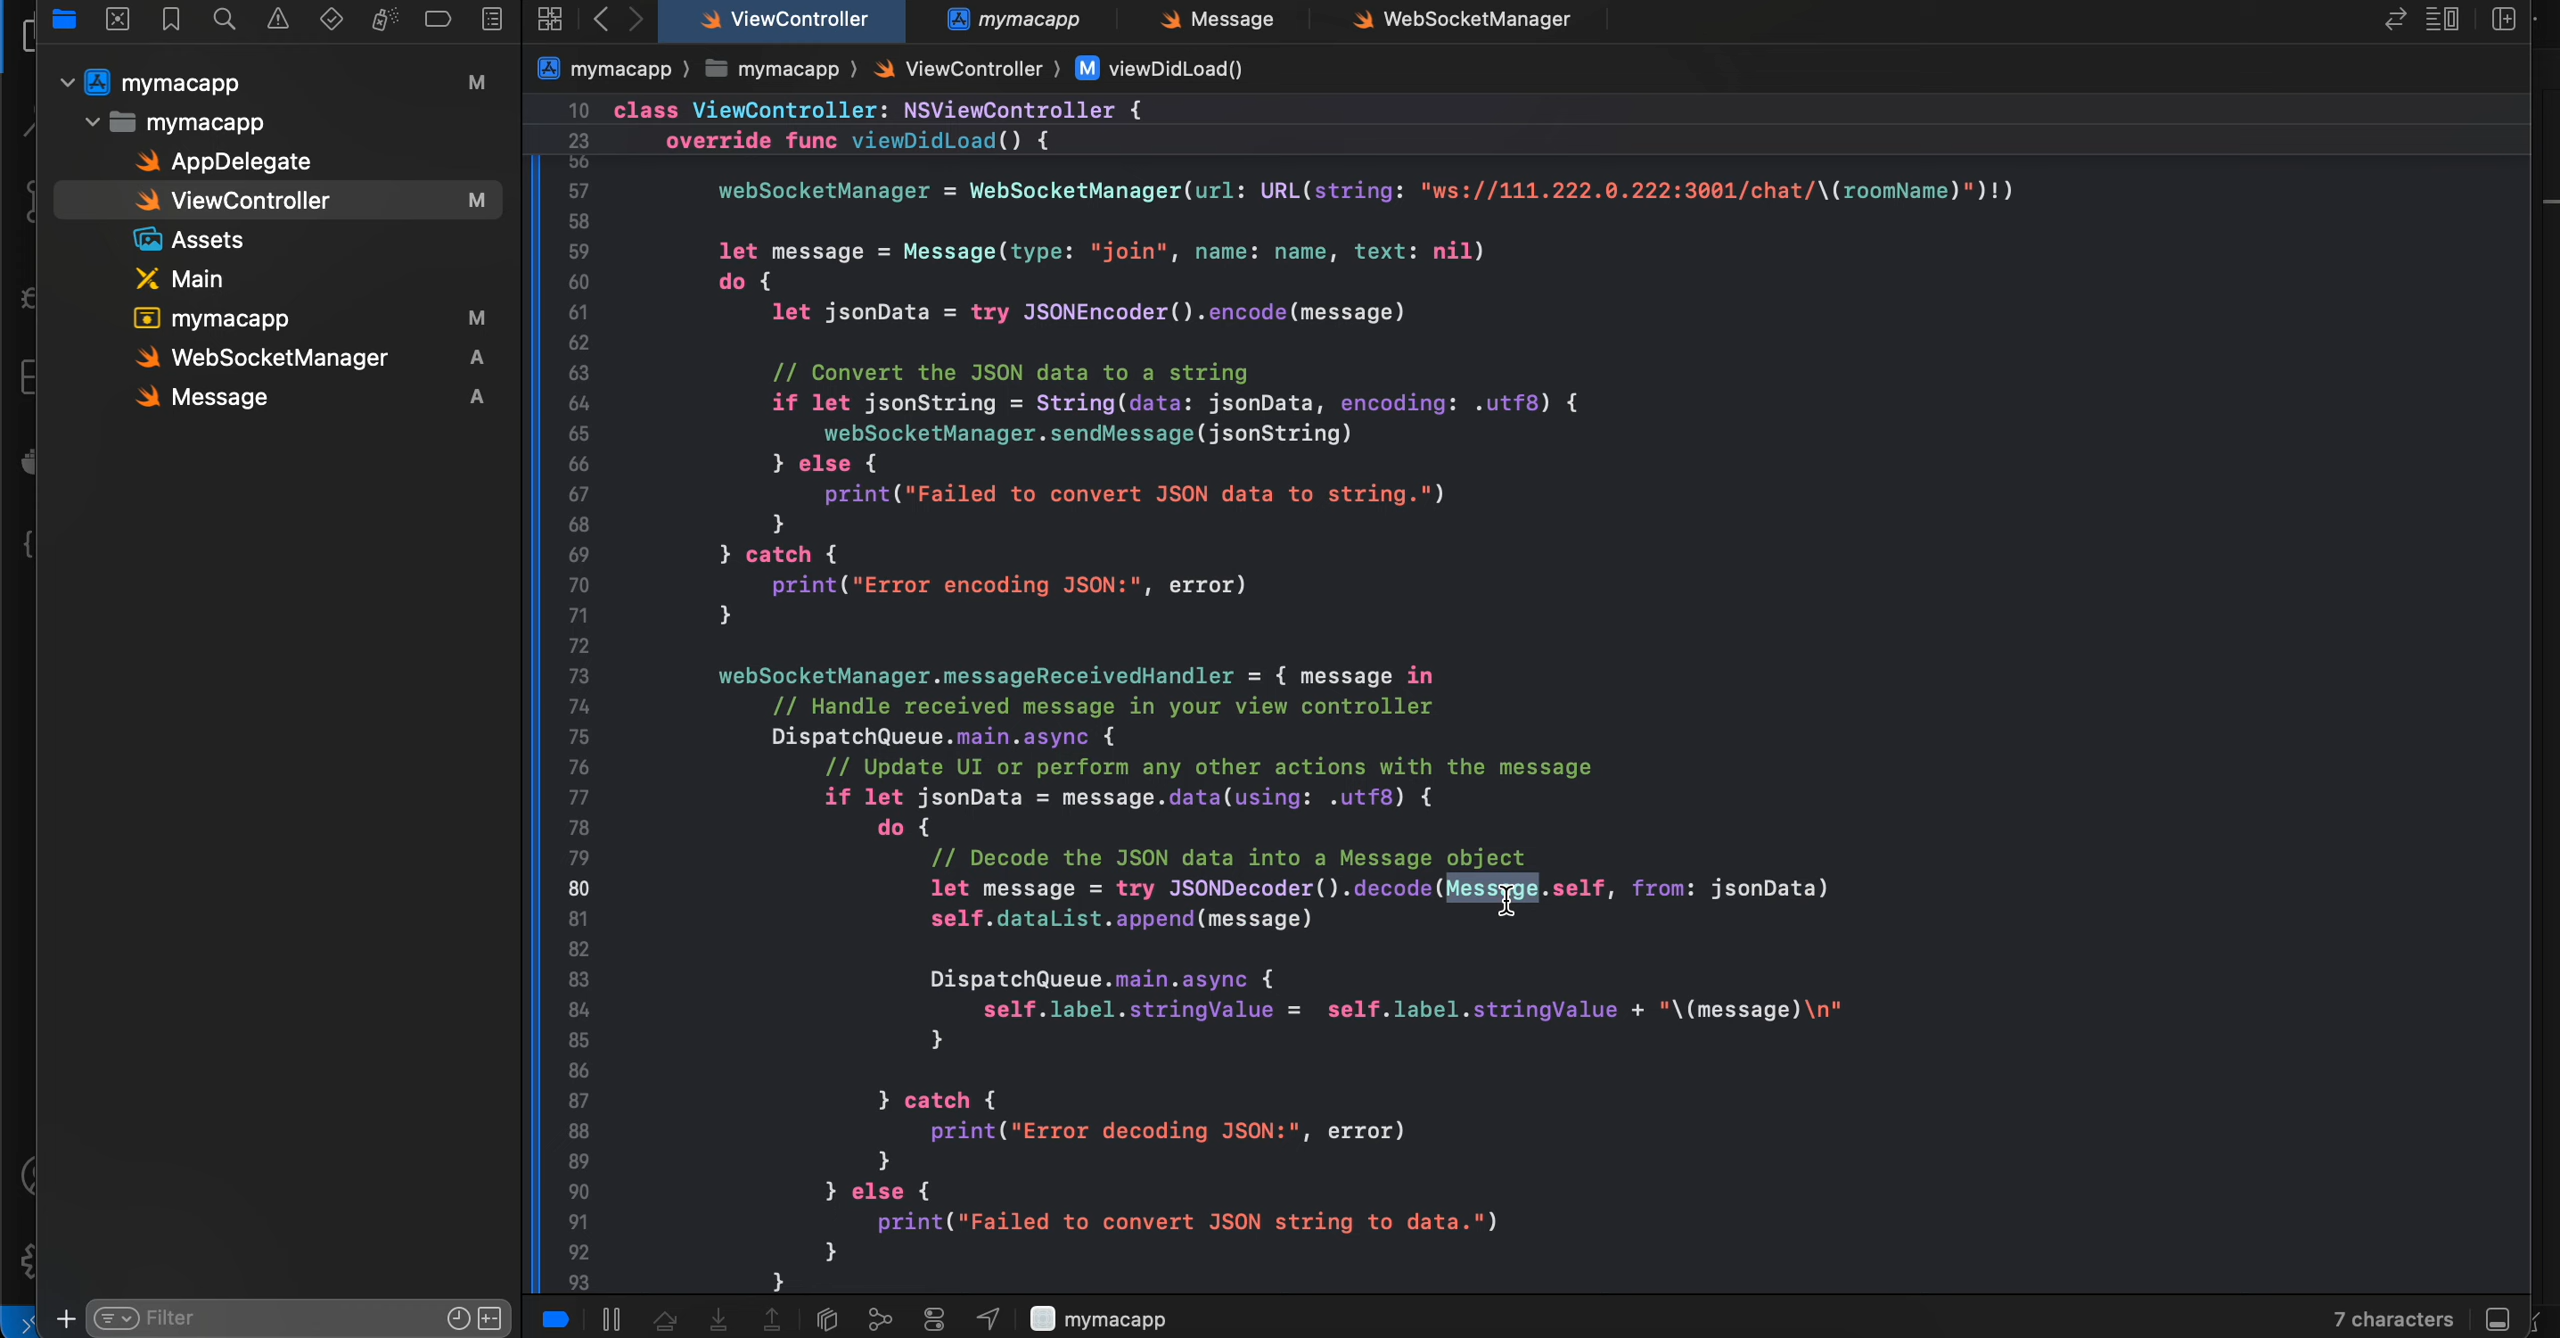 ViewController
mymacapp
Message
WebSocketManager
mymacapp M
mymacapp
AppDelegate
ViewController M
Assets
Main
mymacapp M
WebSocketManager A
Message A
Filter
mymacapp 〉 mymacapp 〉 ViewController 〉 M viewDidLoad()
10 class ViewController: NSViewController {
23     override func viewDidLoad() {
56
57         webSocketManager = WebSocketManager(url: URL(string: "ws://111.222.0.222:3001/chat/\(roomName)")!)
58
59         let message = Message(type: "join", name: name, text: nil)
60         do {
61             let jsonData = try JSONEncoder().encode(message)
62
63             // Convert the JSON data to a string
64             if let jsonString = String(data: jsonData, encoding: .utf8) {
65                 webSocketManager.sendMessage(jsonString)
66             } else {
67                 print("Failed to convert JSON data to string.")
68             }
69         } catch {
70             print("Error encoding JSON:", error)
71         }
72
73         webSocketManager.messageReceivedHandler = { message in
74             // Handle received message in your view controller
75             DispatchQueue.main.async {
76                 // Update UI or perform any other actions with the message
77                 if let jsonData = message.data(using: .utf8) {
78                     do {
79                         // Decode the JSON data into a Message object
80                         let message = try JSONDecoder().decode(Message.self, from: jsonData)
81                         self.dataList.append(message)
82
83                         DispatchQueue.main.async {
84                             self.label.stringValue =  self.label.stringValue + "\(message)\n"
85                         }
86
87                     } catch {
88                         print("Error decoding JSON:", error)
89                     }
90                 } else {
91                     print("Failed to convert JSON string to data.")
92                 }
93             }
mymacapp
7 characters